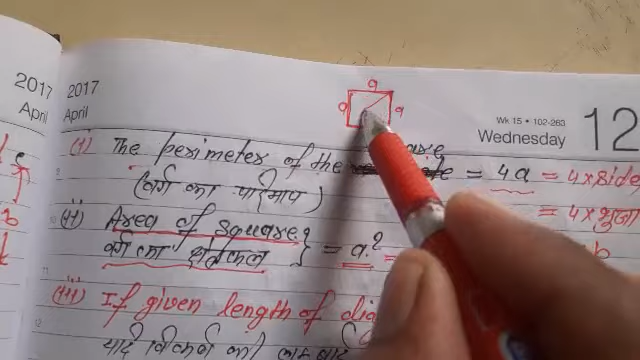 2017
April
2017
April
a
a
a
Wk 15 • 102-263
Wednesday
12
(i) The perimeter of the = 4a = 4×side
(वर्ग का परिमाप) = 4×भुजा
(ii) Area of square
का क्षेत्रफल } = a²
(iii) If given length of dia
यदि विकर्ण की